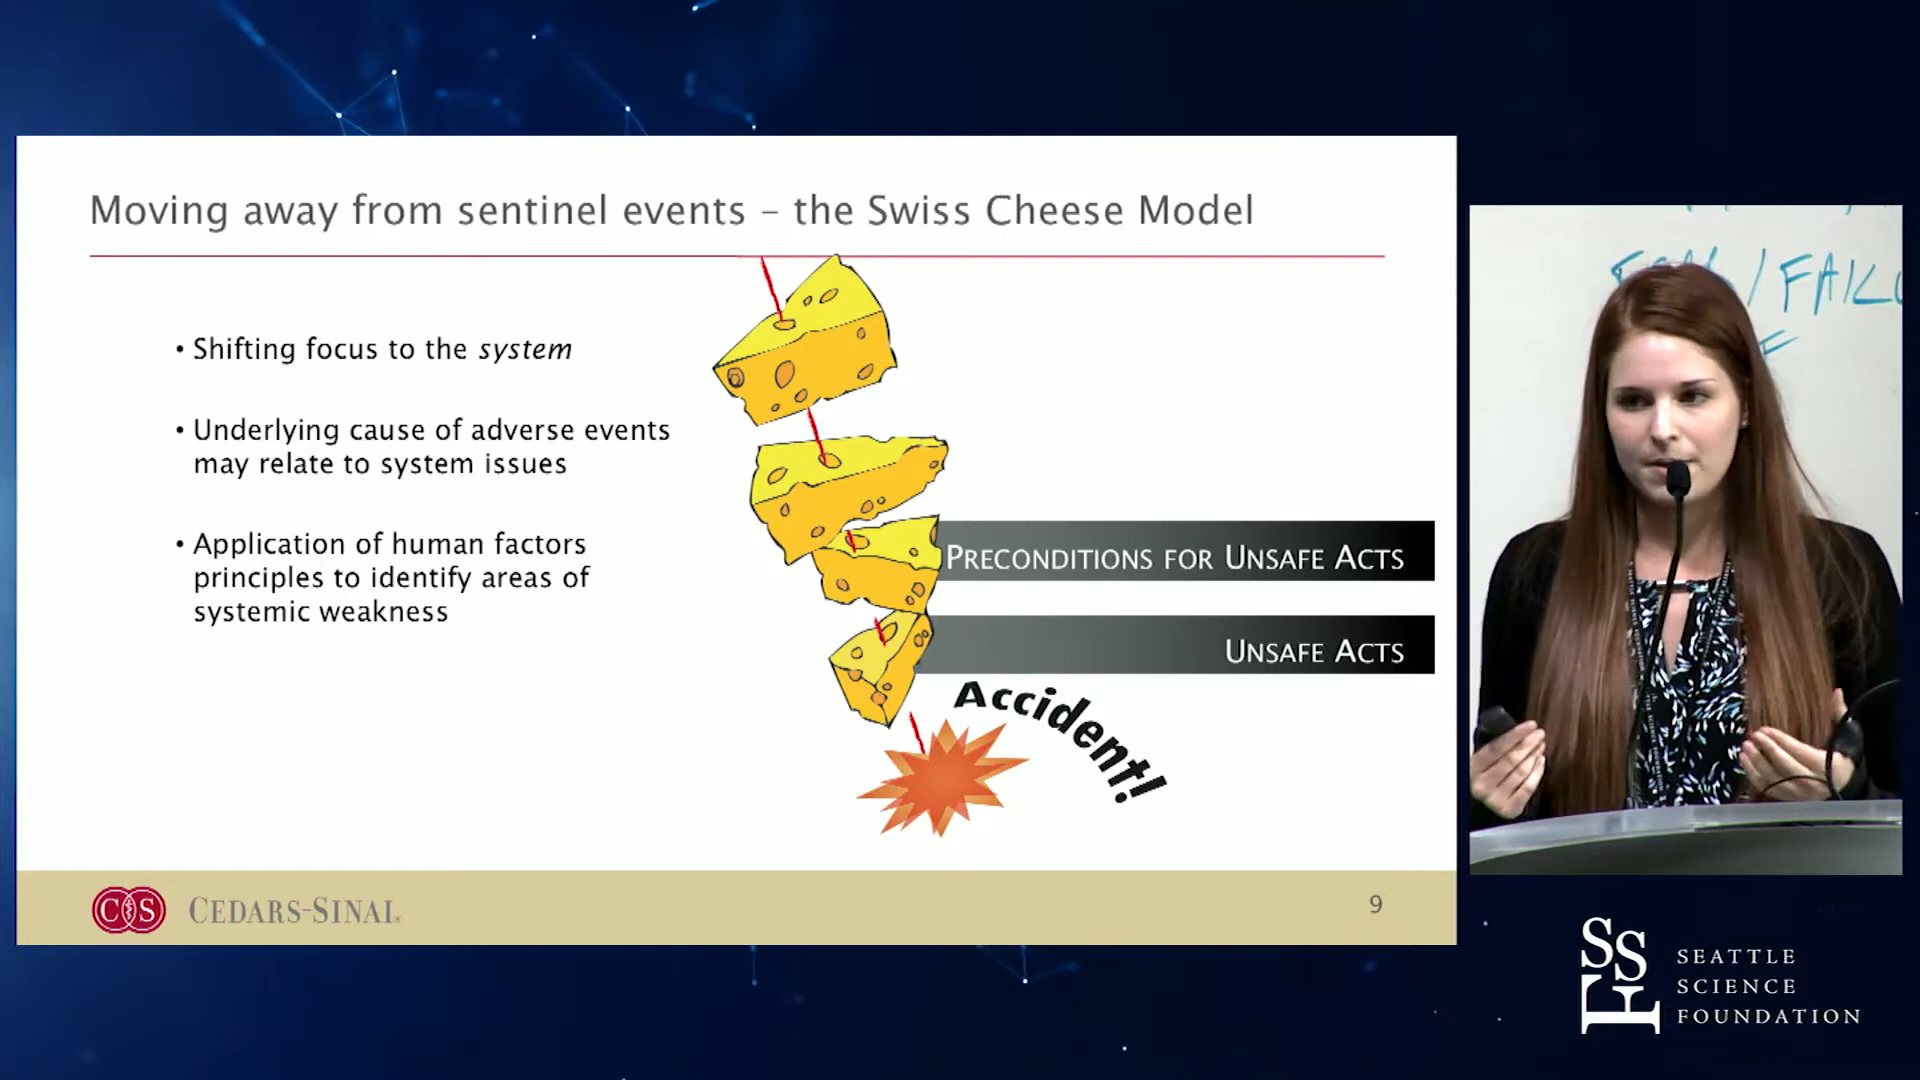 Moving away from sentinel events – the Swiss Cheese Model
• Shifting focus to the system
• Underlying cause of adverse events
may relate to system issues
• Application of human factors
principles to identify areas of
systemic weakness
PRECONDITIONS FOR UNSAFE ACTS
UNSAFE ACTS
Accident!
CS
CEDARS-SINAI
9
SSF
SEATTLE
SCIENCE
FOUNDATION